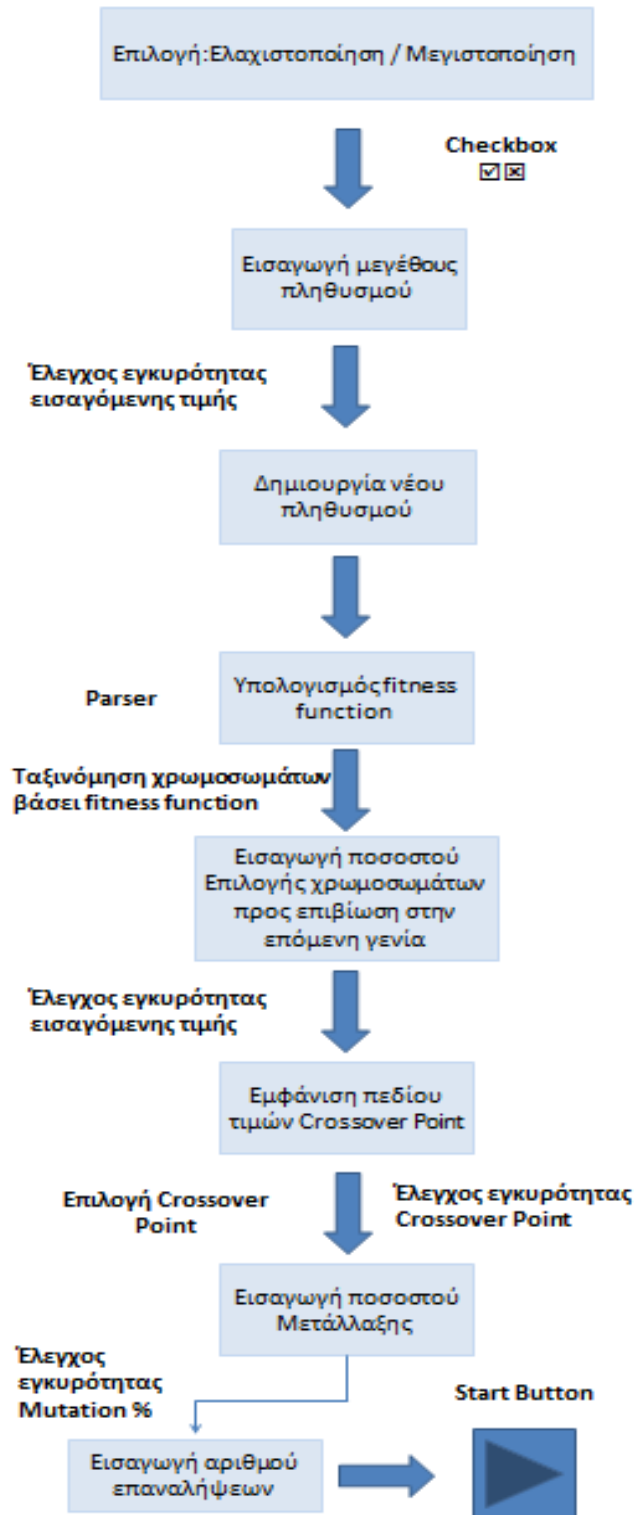 Επιλογή:Ελαχιστοποίηση / Μεγιστοποίηση
Checkbox
☑☒
Εισαγωγή μεγέθους
πληθυσμού
Έλεγχος εγκυρότητας
εισαγόμενης τιμής
Δημιουργία νέου
πληθυσμού
Parser
Υπολογισμός fitness
function
Ταξινόμηση χρωμοσωμάτων
βάσει fitness function
Εισαγωγή ποσοστού
Επιλογής χρωμοσωμάτων
προς επιβίωση στην
επόμενη γενία
Έλεγχος εγκυρότητας
εισαγόμενης τιμής
Εμφάνιση πεδίου
τιμών Crossover Point
Επιλογή Crossover
Point
Έλεγχος εγκυρότητας
Crossover Point
Εισαγωγή ποσοστού
Μετάλλαξης
Έλεγχος
εγκυρότητας
Mutation %
Start Button
Εισαγωγή αριθμού
επαναλήψεων